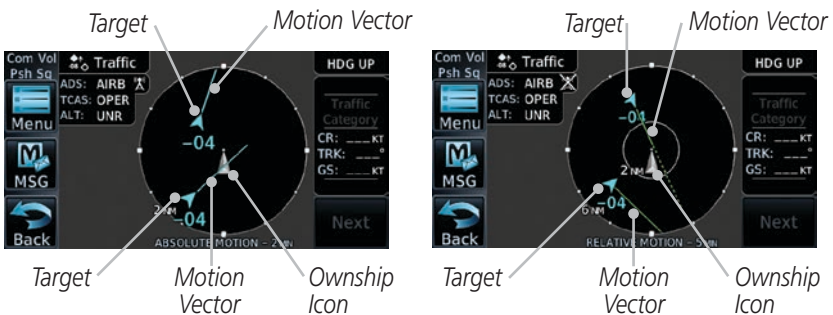 Target
Motion Vector
Com Vol
Psh Sq
Traffic
ADS: AIRB
TCAS: OPER
ALT: UNR
HDG UP
Menu
MSG
Back
Traffic
Category
CR: ___KT
TRK: ___°
GS: ___KT
Next
-04
-04
2 NM
ABSOLUTE MOTION - 2 MIN
Target
Motion
Vector
Ownship
Icon
Target
Motion Vector
Com Vol
Psh Sq
Traffic
ADS: AIRB
TCAS: OPER
ALT: UNR
HDG UP
Menu
MSG
Back
Traffic
Category
CR: ___KT
TRK: ___°
GS: ___KT
Next
-04
2 NM
-04
6 NM
RELATIVE MOTION - 5 MIN
Target
Motion
Vector
Ownship
Icon